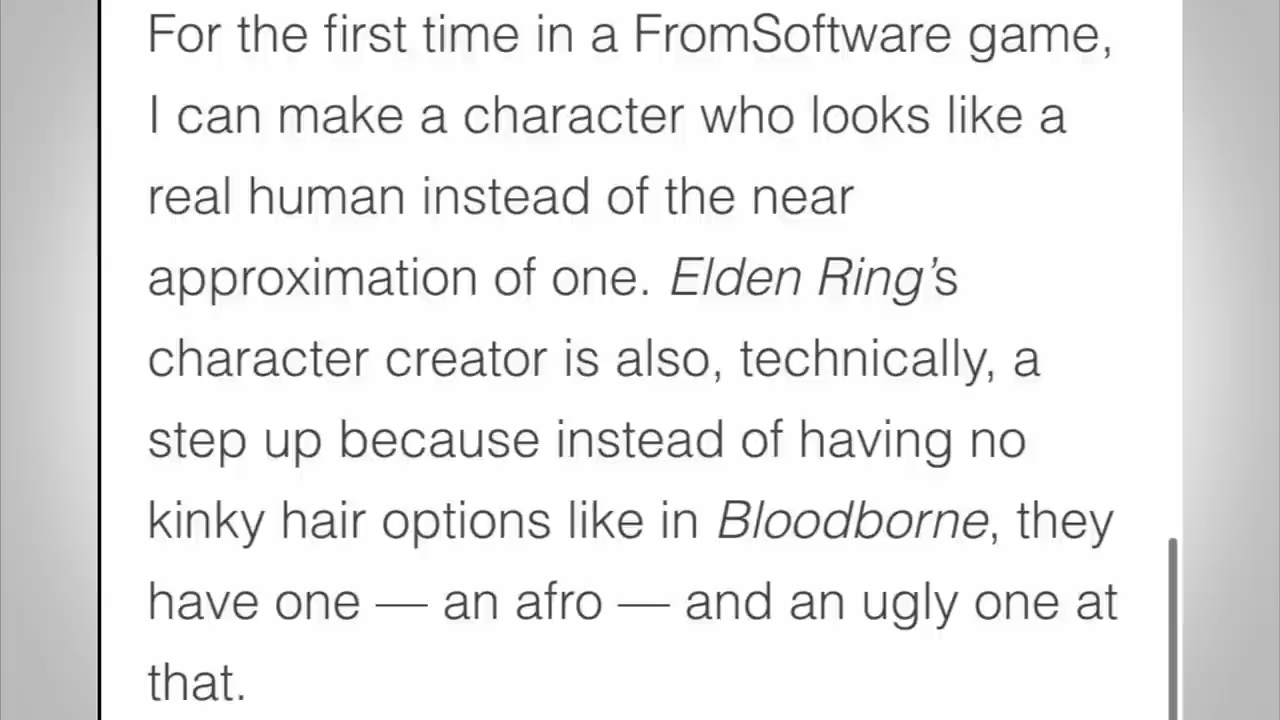 For the first time in a FromSoftware game,
I can make a character who looks like a
real human instead of the near
approximation of one. Elden Ring’s
character creator is also, technically, a
step up because instead of having no
kinky hair options like in Bloodborne, they
have one — an afro — and an ugly one at
that.